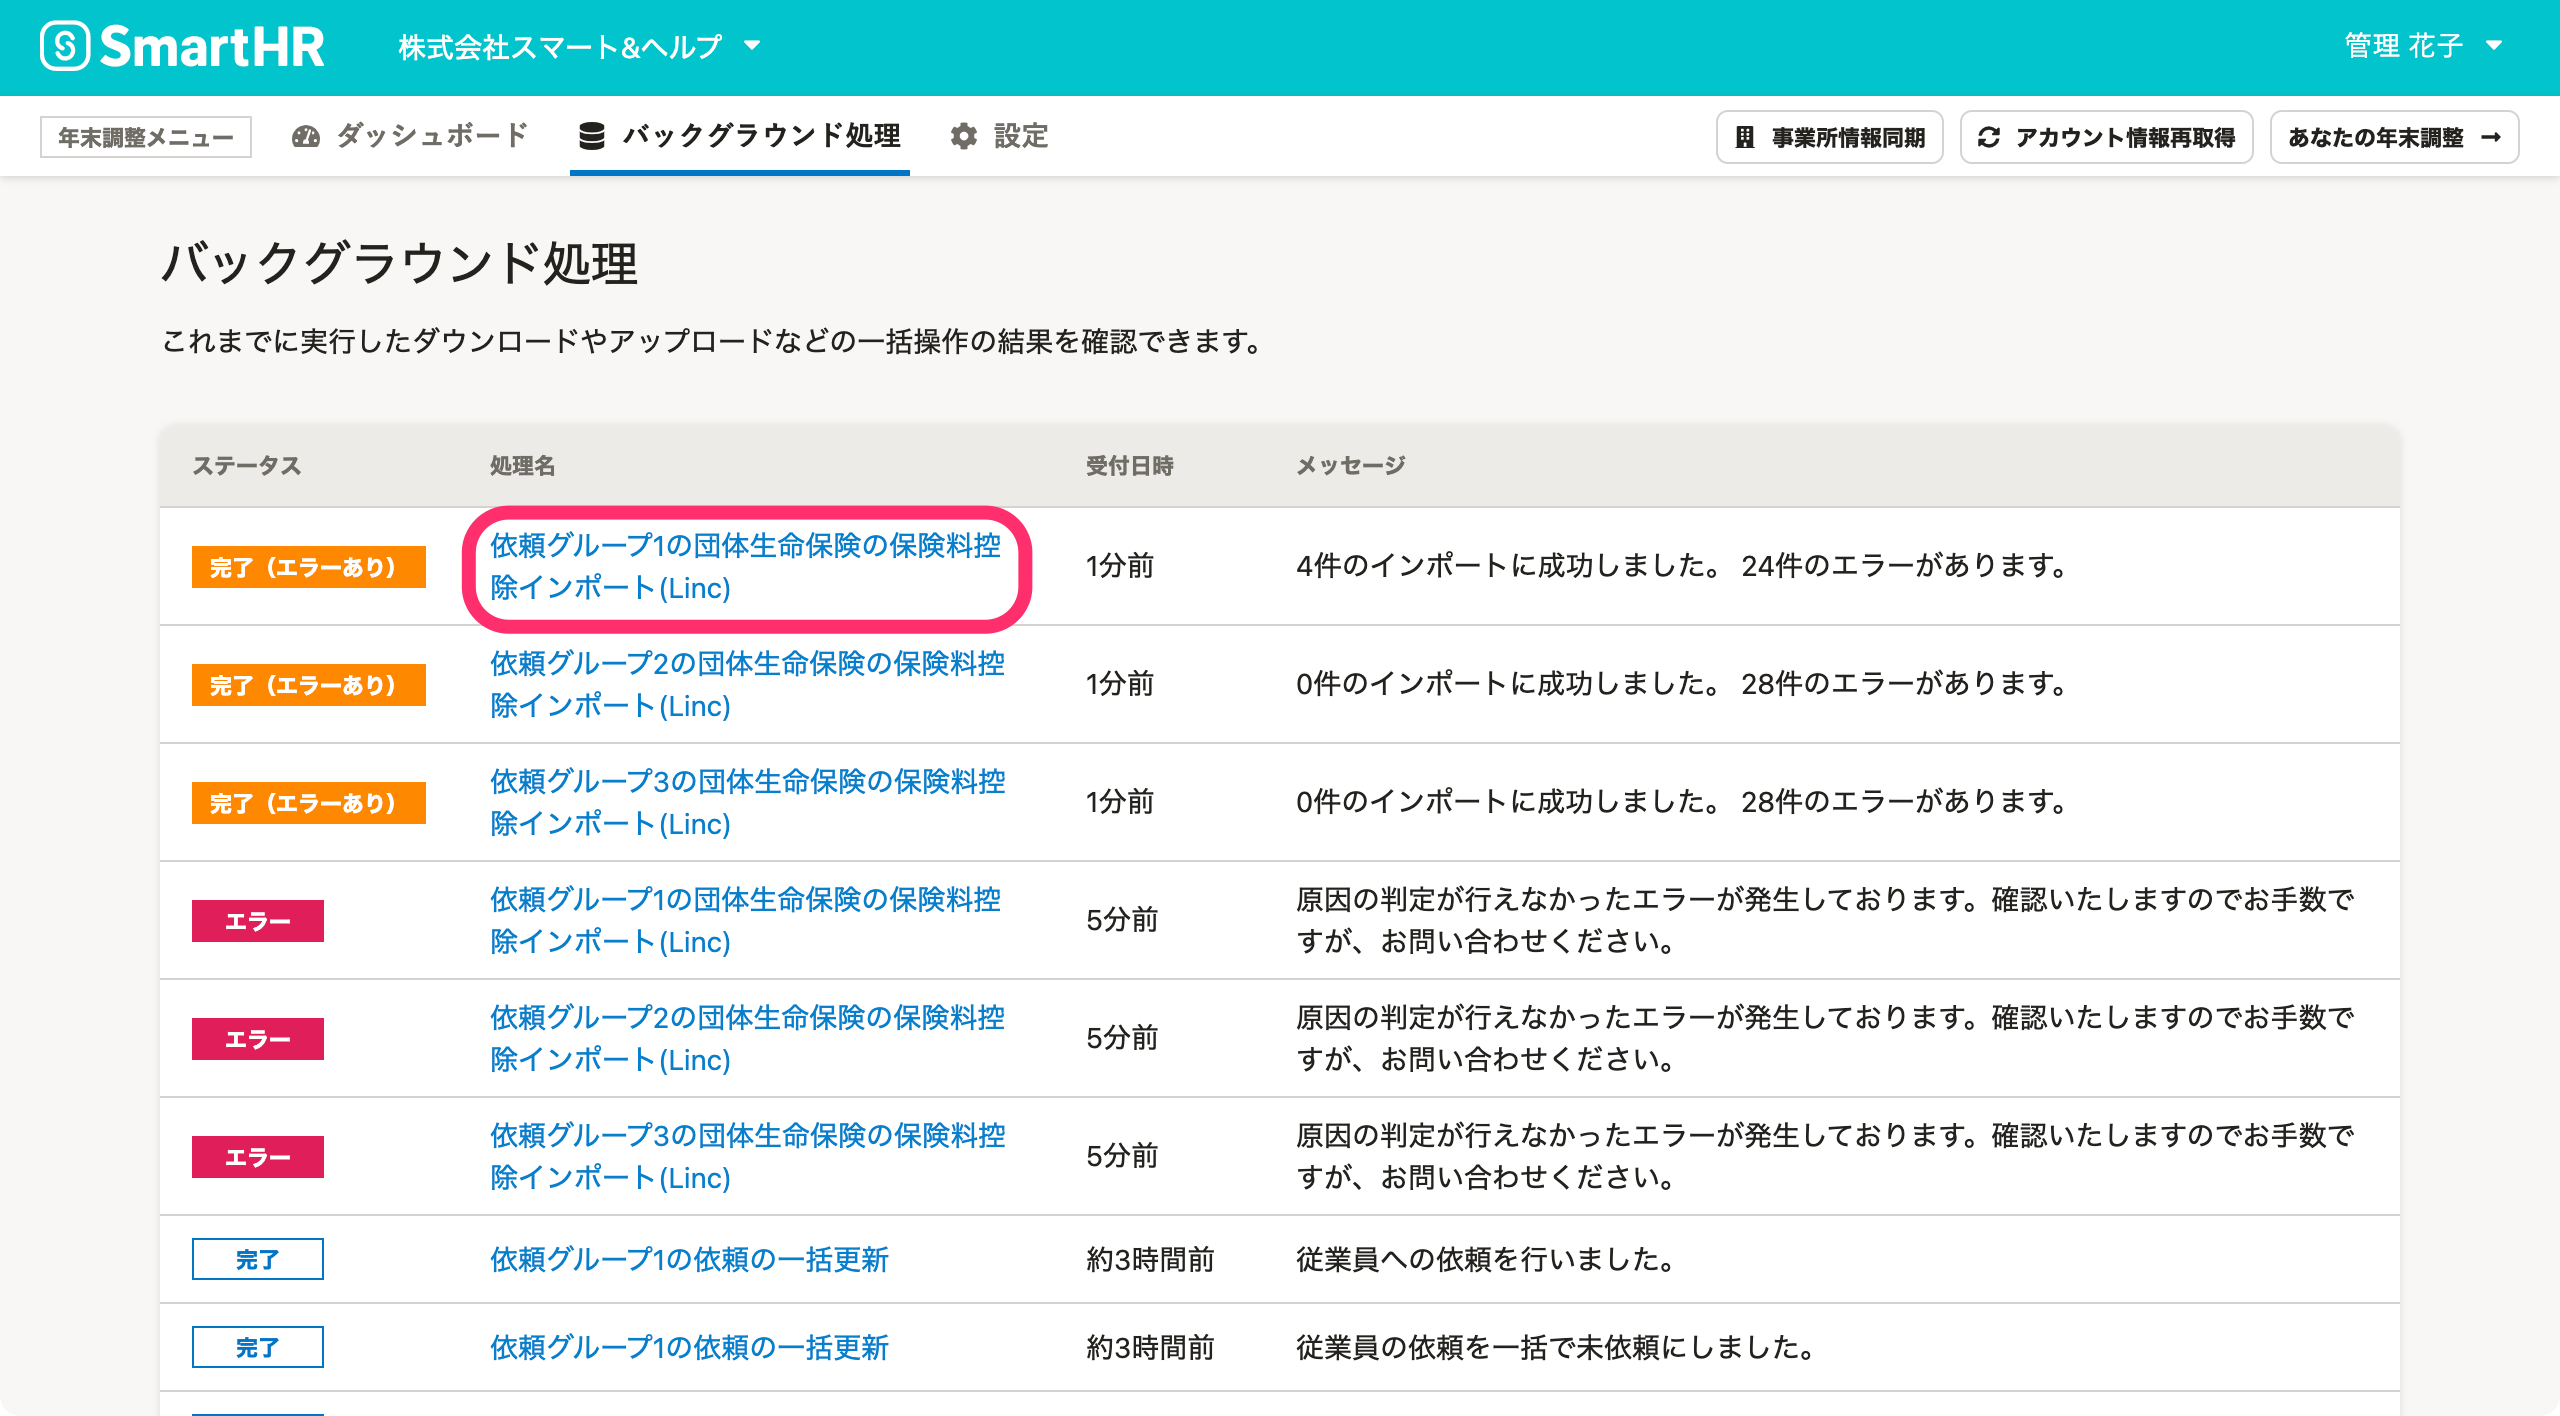 SmartHR 株式会社スマート&ヘルプ 管理 花子
年末調整メニュー ダッシュボード バックグラウンド処理 設定 事業所情報同期 アカウント情報再取得 あなたの年末調整 →
バックグラウンド処理
これまでに実行したダウンロードやアップロードなどの一括操作の結果を確認できます。
ステータス 処理名 受付日時 メッセージ
完了（エラーあり） 依頼グループ1の団体生命保険の保険料控 1分前 4件のインポートに成功しました。 24件のエラーがあります。
除インポート(Linc)
完了（エラーあり） 依頼グループ2の団体生命保険の保険料控 1分前 0件のインポートに成功しました。 28件のエラーがあります。
除インポート(Linc)
完了（エラーあり） 依頼グループ3の団体生命保険の保険料控 1分前 0件のインポートに成功しました。 28件のエラーがあります。
除インポート(Linc)
エラー 依頼グループ1の団体生命保険の保険料控 5分前 原因の判定が行えなかったエラーが発生しております。確認いたしますのでお手数で
除インポート(Linc) すが、お問い合わせください。
エラー 依頼グループ2の団体生命保険の保険料控 5分前 原因の判定が行えなかったエラーが発生しております。確認いたしますのでお手数で
除インポート(Linc) すが、お問い合わせください。
エラー 依頼グループ3の団体生命保険の保険料控 5分前 原因の判定が行えなかったエラーが発生しております。確認いたしますのでお手数で
除インポート(Linc) すが、お問い合わせください。
完了 依頼グループ1の依頼の一括更新 約3時間前 従業員への依頼を行いました。
完了 依頼グループ1の依頼の一括更新 約3時間前 従業員の依頼を一括で未依頼にしました。